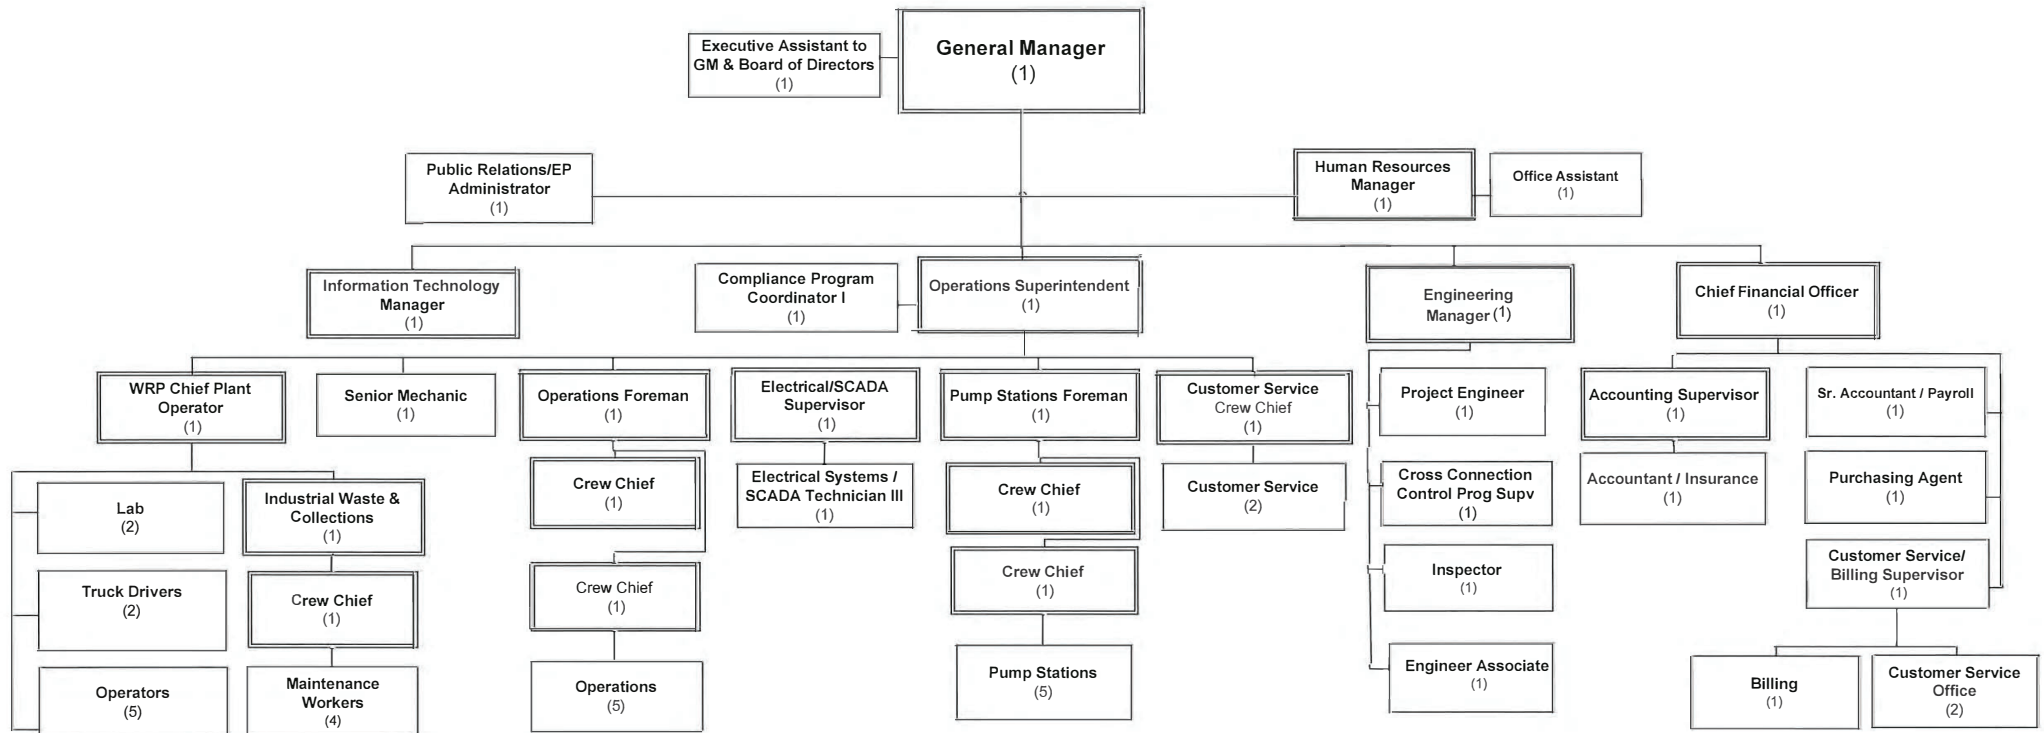 General Manager
(1)
Executive Assistant to
GM & Board of Directors
(1)
Public Relations/EP
Administrator
(1)
Human Resources
Manager
(1)
Office Assistant
(1)
Information Technology
Manager
(1)
Compliance Program
Coordinator I
(1)
Operations Superintendent
(1)
Engineering
Manager (1)
Chief Financial Officer
(1)
WRP Chief Plant
Operator
(1)
Senior Mechanic
(1)
Operations Foreman
(1)
Electrical/SCADA
Supervisor
(1)
Pump Stations Foreman
(1)
Customer Service
Crew Chief
(1)
Project Engineer
(1)
Accounting Supervisor
(1)
Sr. Accountant / Payroll
(1)
Lab
(2)
Industrial Waste &
Collections
(1)
Crew Chief
(1)
Electrical Systems /
SCADA Technician III
(1)
Crew Chief
(1)
Customer Service
(2)
Cross Connection
Control Prog Supv
(1)
Accountant / Insurance
(1)
Purchasing Agent
(1)
Truck Drivers
(2)
Crew Chief
(1)
Crew Chief
(1)
Crew Chief
(1)
Inspector
(1)
Customer Service/
Billing Supervisor
(1)
Operators
(5)
Maintenance
Workers
(4)
Operations
(5)
Pump Stations
(5)
Engineer Associate
(1)
Billing
(1)
Customer Service
Office
(2)